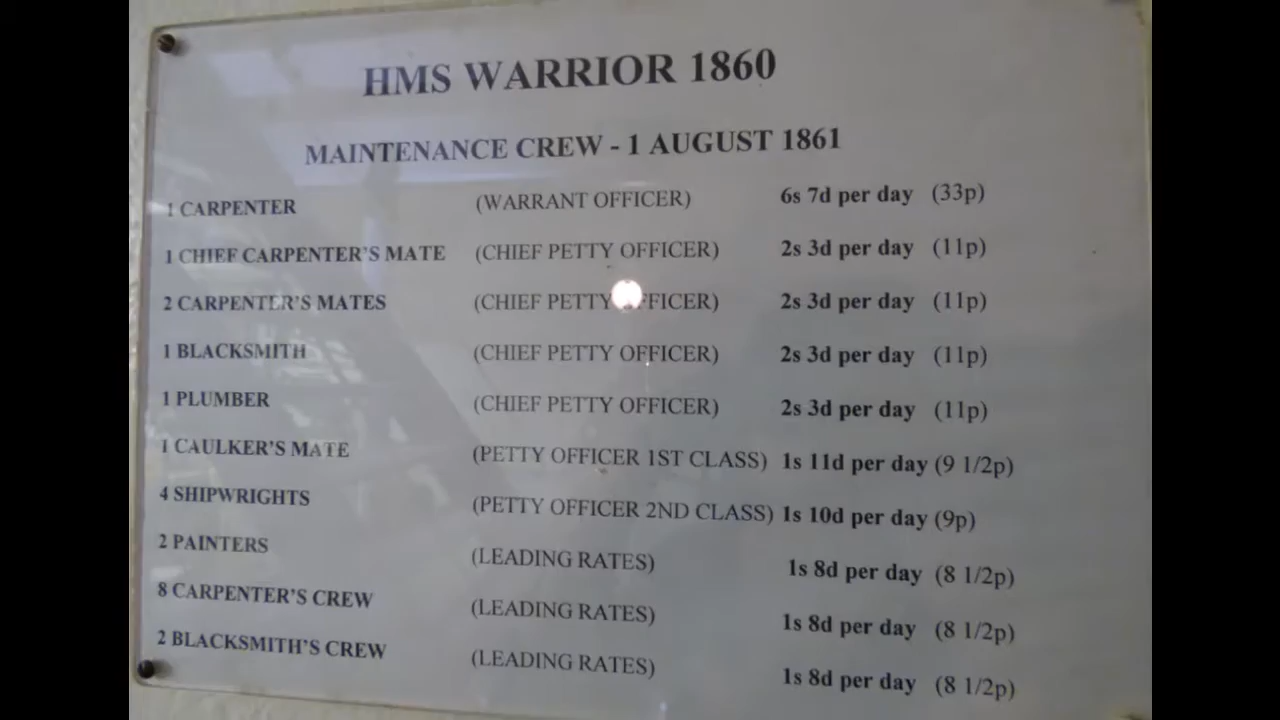 HMS WARRIOR 1860
MAINTENANCE CREW - 1 AUGUST 1861
1 CARPENTER (WARRANT OFFICER) 6s 7d per day (33p)
1 CHIEF CARPENTER'S MATE (CHIEF PETTY OFFICER) 2s 3d per day (11p)
2 CARPENTER'S MATES (CHIEF PETTY OFFICER) 2s 3d per day (11p)
1 BLACKSMITH (CHIEF PETTY OFFICER) 2s 3d per day (11p)
1 PLUMBER (CHIEF PETTY OFFICER) 2s 3d per day (11p)
1 CAULKER'S MATE (PETTY OFFICER 1ST CLASS) 1s 11d per day (9 1/2p)
4 SHIPWRIGHTS (PETTY OFFICER 2ND CLASS) 1s 10d per day (9p)
2 PAINTERS (LEADING RATES) 1s 8d per day (8 1/2p)
8 CARPENTER'S CREW (LEADING RATES) 1s 8d per day (8 1/2p)
2 BLACKSMITH'S CREW (LEADING RATES) 1s 8d per day (8 1/2p)